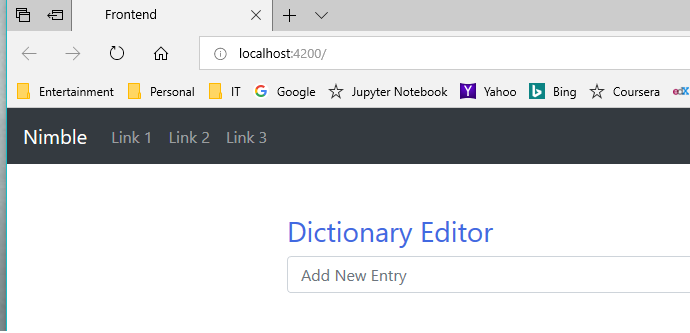 Frontend
localhost:4200/
Entertainment Personal IT Google Jupyter Notebook Yahoo Bing Coursera edX
Nimble Link 1 Link 2 Link 3
Dictionary Editor
Add New Entry